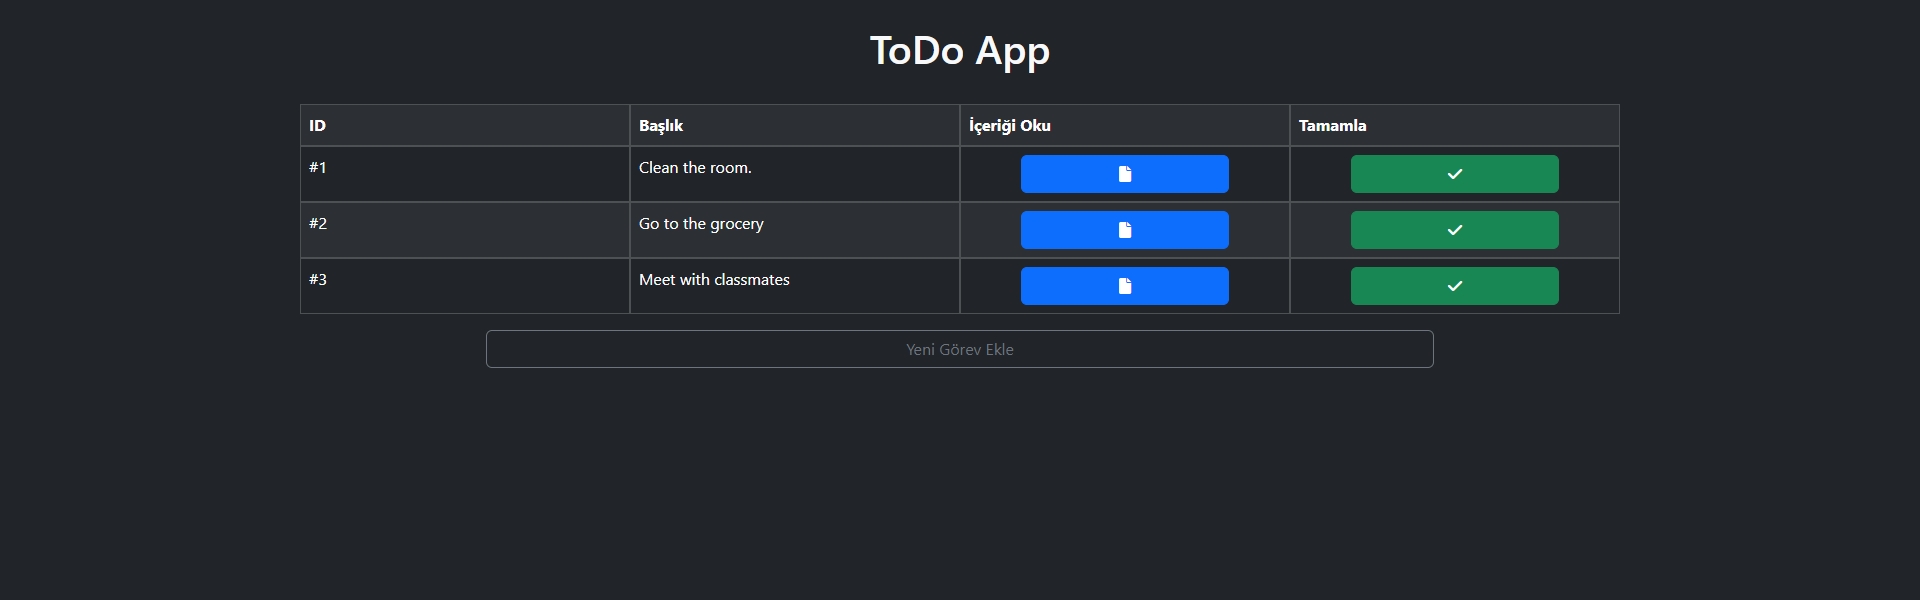 ToDo App
ID Başlık İçeriği Oku Tamamla
#1 Clean the room.
#2 Go to the grocery
#3 Meet with classmates
Yeni Görev Ekle